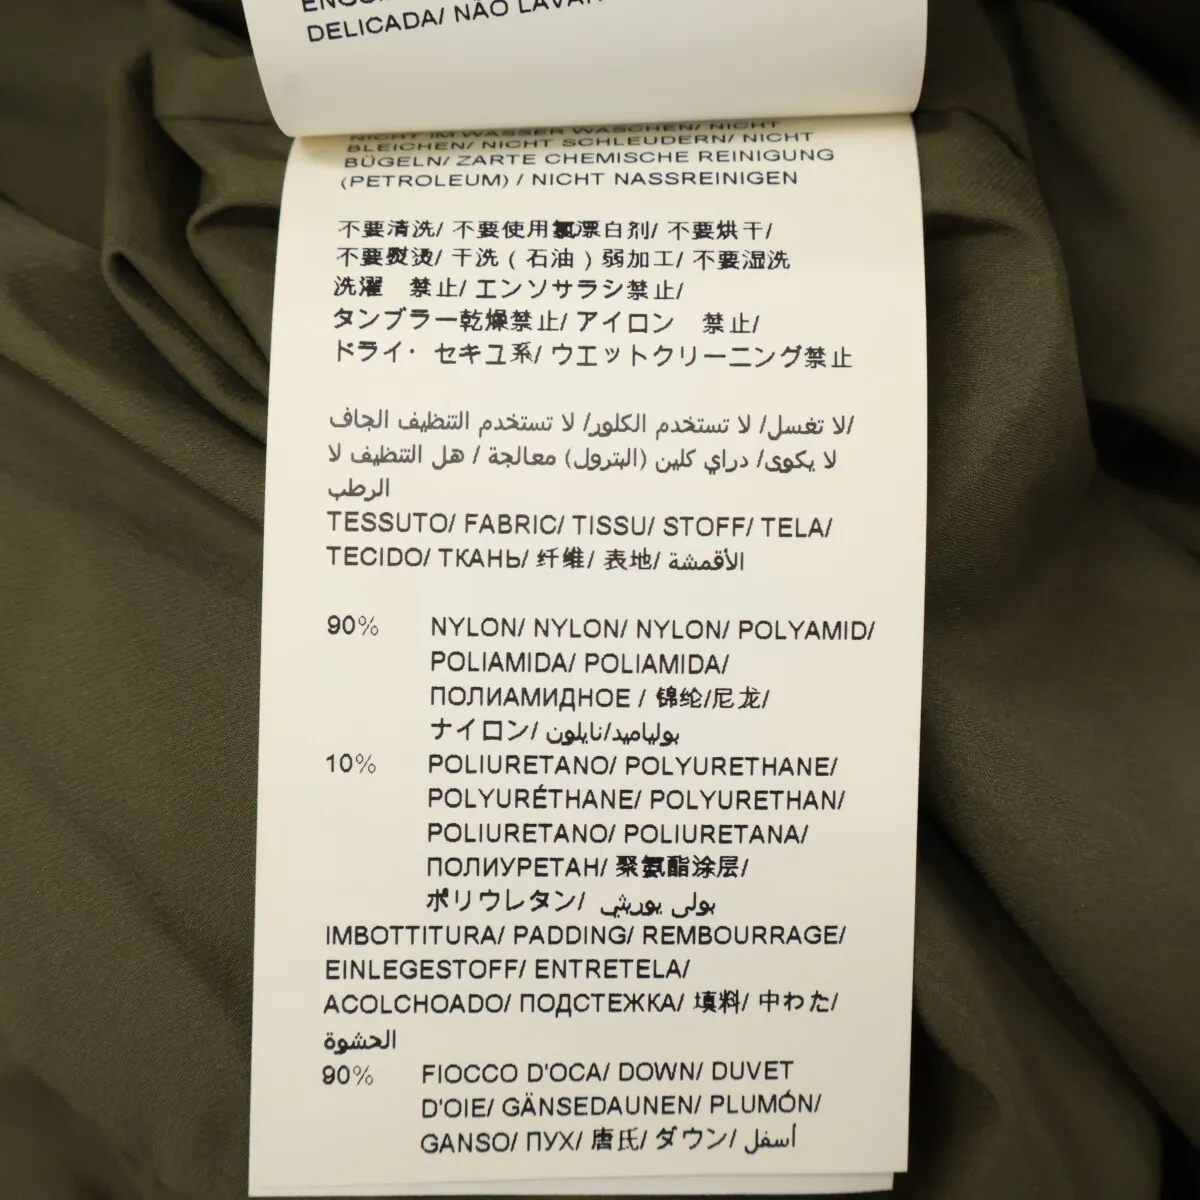 DELICADA/ NÃO LAVAR
NICHT IM WASSER WASCHEN/ NICHT
BLEICHEN/ NICHT SCHLEUDERN/ NICHT
BÜGELN/ ZARTE CHEMISCHE REINIGUNG
(PETROLEUM) / NICHT NASSREINIGEN
不要清洗/ 不要使用氯漂白剂/ 不要烘干/
不要熨烫/ 干洗 ( 石油 ) 弱加工/ 不要湿洗
洗濯 禁止/ エンソサラシ禁止/
タンブラー乾燥禁止/ アイロン 禁止/
ドライ・ セキユ系/ ウエットクリーニング禁止
لا تغسل/ لا تستخدم الكلور/ لا تستخدم التنظيف الجاف/
لا يكوى/ دراي كلين (البترول) معالجة / هل التنظيف لا
الرطب
TESSUTO/ FABRIC/ TISSU/ STOFF/ TELA/
TECIDO/ ТКАНЬ/ 纤维/ 表地/ الأقمشة
90% NYLON/ NYLON/ NYLON/ POLYAMID/
POLIAMIDA/ POLIAMIDA/
ПОЛИАМИДНОЕ / 锦纶/尼龙/
ナイロン/ بولياميد/نايلون
10% POLIURETANO/ POLYURETHANE/
POLYURÉTHANE/ POLYURETHAN/
POLIURETANO/ POLIURETANA/
ПОЛИУРЕТАН/ 聚氨酯涂层/
ポリウレタン/ بولى يوريثي
IMBOTTITURA/ PADDING/ REMBOURRAGE/
EINLEGESTOFF/ ENTRETELA/
ACOLCHOADO/ ПОДСТЕЖКА/ 填料/ 中わた/
الحشوة
90% FIOCCO D'OCA/ DOWN/ DUVET
D'OIE/ GÄNSEDAUNEN/ PLUMÓN/
GANSO/ ПУХ/ 唐氏/ ダウン/ أسفل